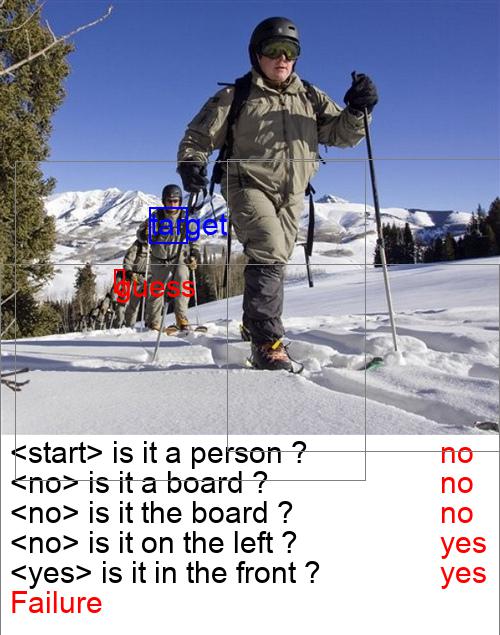 target
guess
<start> is it a person ? no
<no> is it a board ? no
<no> is it the board ? no
<no> is it on the left ? yes
<yes> is it in the front ? yes
Failure